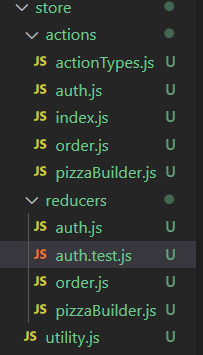 store
actions
JS actionTypes.js U
JS auth.js U
JS index.js U
JS order.js U
JS pizzaBuilder.js U
reducers
JS auth.js U
JS auth.test.js U
JS order.js U
JS pizzaBuilder.js U
JS utility.js U